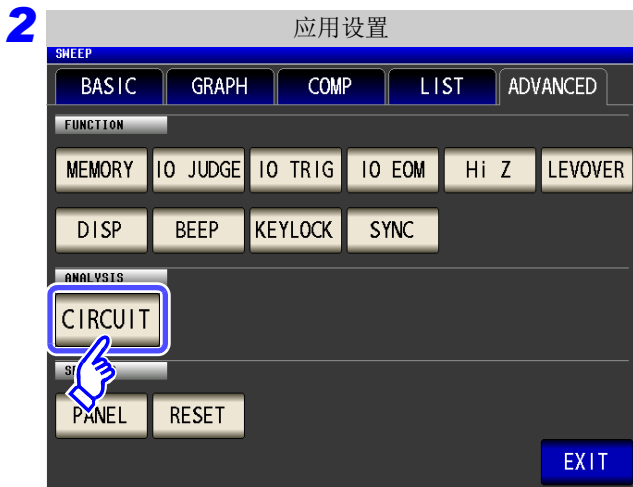 2
应用设置
SWEEP
BASIC GRAPH COMP LIST ADVANCED
FUNCTION
MEMORY IO JUDGE IO TRIG IO EOM Hi Z LEVOVER
DISP BEEP KEYLOCK SYNC
ANALYSIS
CIRCUIT
PANEL RESET
EXIT